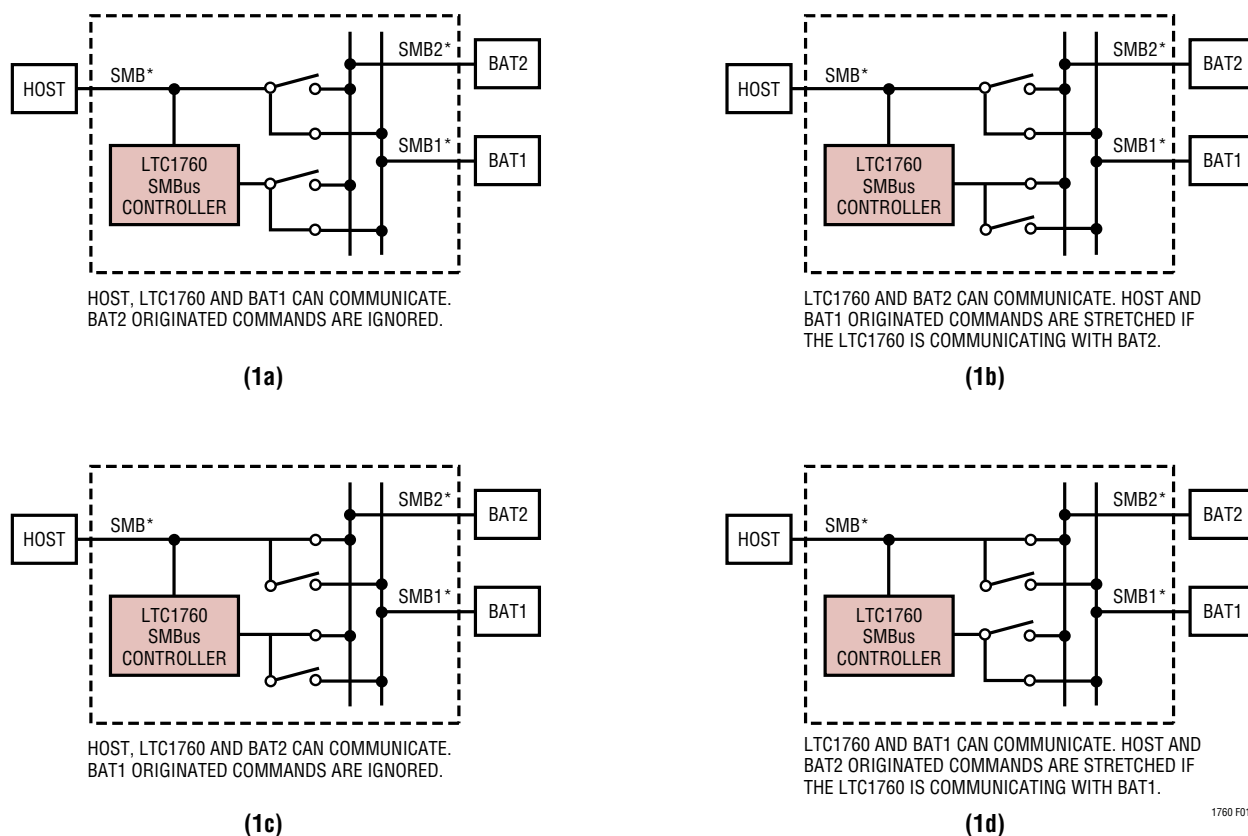 SMB2*
BAT2
HOST
SMB*
SMB1*
BAT1
LTC1760
SMBus
CONTROLLER
HOST, LTC1760 AND BAT1 CAN COMMUNICATE.
BAT2 ORIGINATED COMMANDS ARE IGNORED.
(1a)
SMB2*
BAT2
HOST
SMB*
SMB1*
BAT1
LTC1760
SMBus
CONTROLLER
LTC1760 AND BAT2 CAN COMMUNICATE. HOST AND
BAT1 ORIGINATED COMMANDS ARE STRETCHED IF
THE LTC1760 IS COMMUNICATING WITH BAT2.
(1b)
SMB2*
BAT2
HOST
SMB*
SMB1*
BAT1
LTC1760
SMBus
CONTROLLER
HOST, LTC1760 AND BAT2 CAN COMMUNICATE.
BAT1 ORIGINATED COMMANDS ARE IGNORED.
(1c)
SMB2*
BAT2
HOST
SMB*
SMB1*
BAT1
LTC1760
SMBus
CONTROLLER
LTC1760 AND BAT1 CAN COMMUNICATE. HOST AND
BAT2 ORIGINATED COMMANDS ARE STRETCHED IF
THE LTC1760 IS COMMUNICATING WITH BAT1.
(1d)
1760 F01